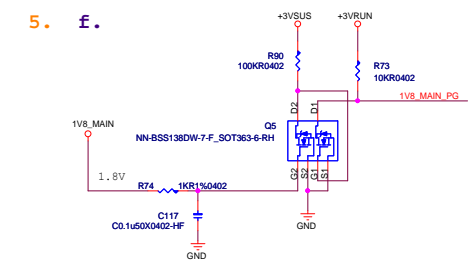 5. f.
+3VSUS +3VRUN
R90
100KR0402
R73
10KR0402
1V8_MAIN_PG
D2 D1
Q5
NN-BSS138DW-7-F_SOT363-6-RH
1V8_MAIN
G2 S2 G1 S1
1.8V
R74 1KR1%0402
C117
C0.1u50X0402-HF
GND
GND